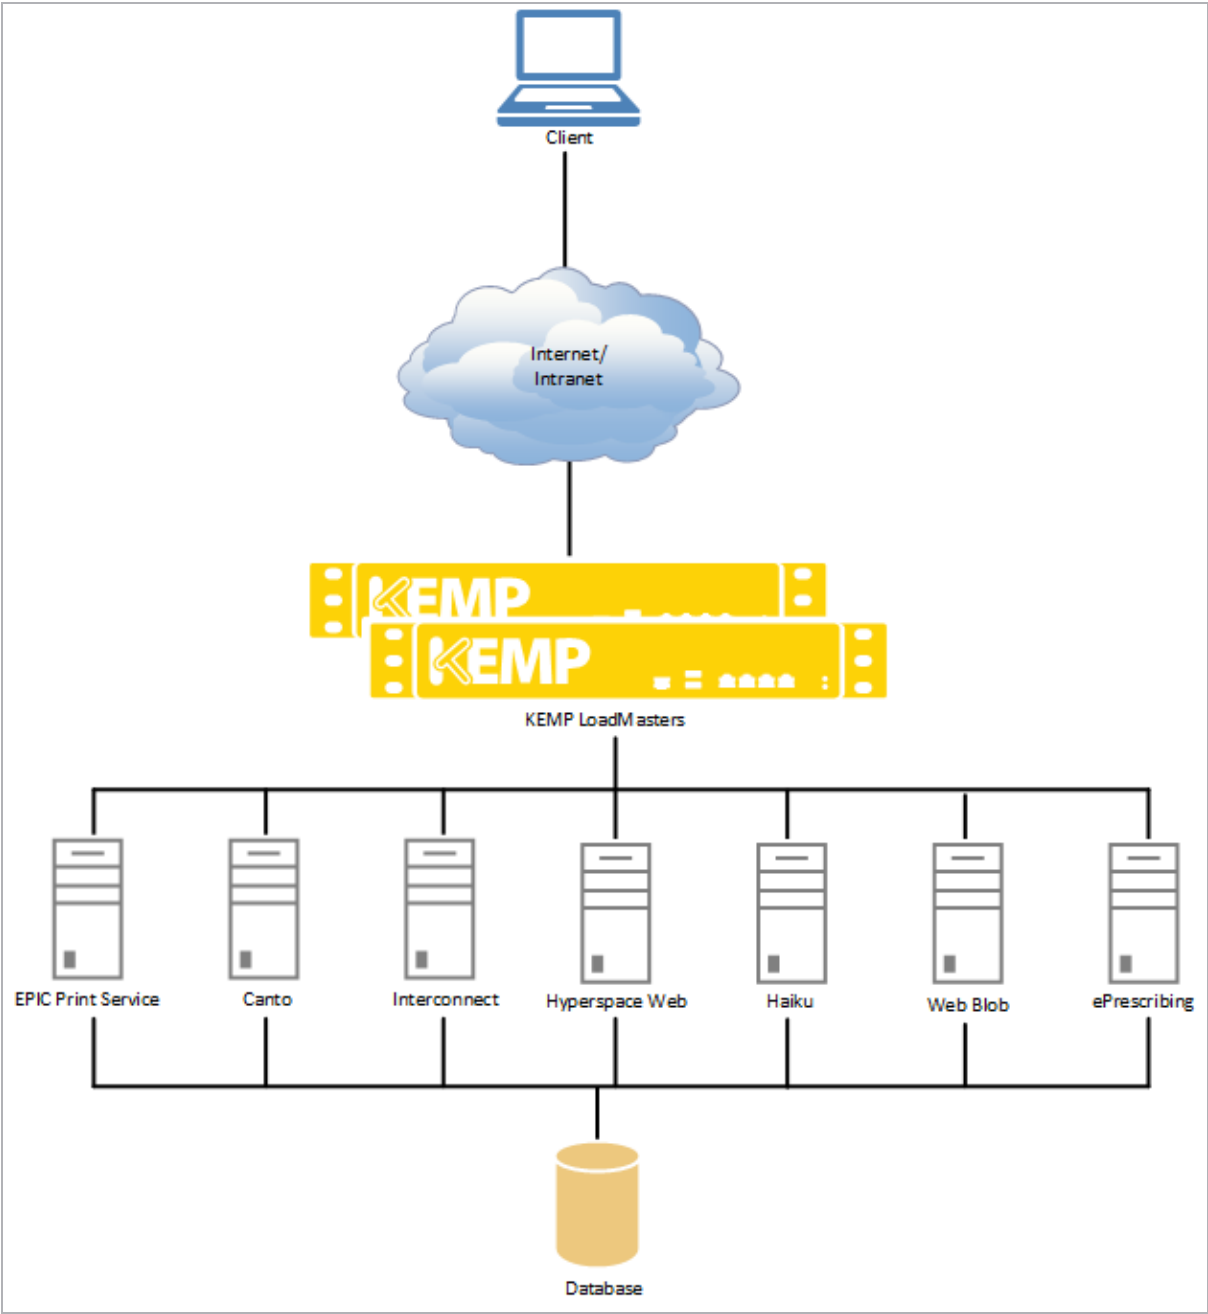 Client
Internet/
Intranet
KEMP
KEMP
KEMP LoadMasters
EPIC Print Service
Canto
Interconnect
Hyperspace Web
Haiku
Web Blob
ePrescribing
Database